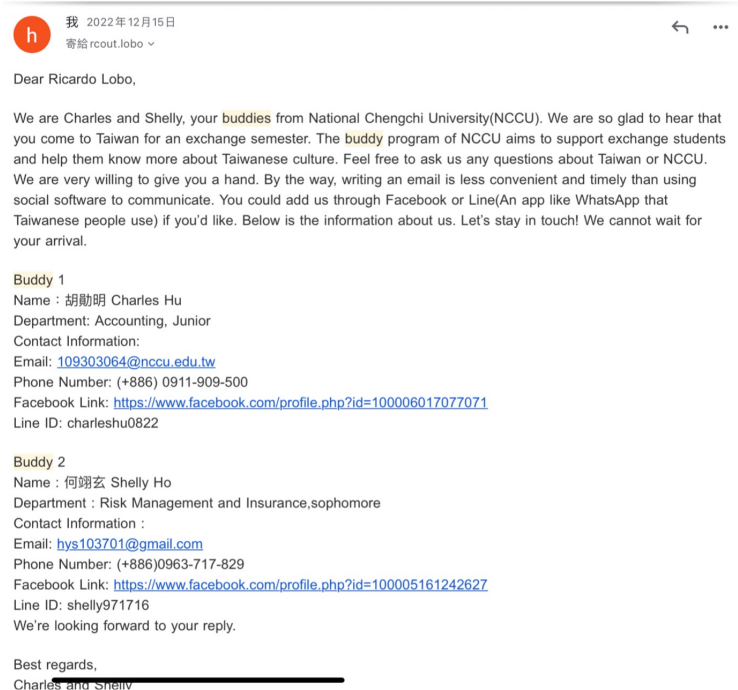 h
我 2022年12月15日
寄給 rcout.lobo
Dear Ricardo Lobo,
We are Charles and Shelly, your buddies from National Chengchi University(NCCU). We are so glad to hear that
you come to Taiwan for an exchange semester. The buddy program of NCCU aims to support exchange students
and help them know more about Taiwanese culture. Feel free to ask us any questions about Taiwan or NCCU.
We are very willing to give you a hand. By the way, writing an email is less convenient and timely than using
social software to communicate. You could add us through Facebook or Line(An app like WhatsApp that
Taiwanese people use) if you’d like. Below is the information about us. Let’s stay in touch! We cannot wait for
your arrival.
Buddy 1
Name：胡勛明 Charles Hu
Department: Accounting, Junior
Contact Information:
Email: 109303064@nccu.edu.tw
Phone Number: (+886) 0911-909-500
Facebook Link: https://www.facebook.com/profile.php?id=100006017077071
Line ID: charleshu0822
Buddy 2
Name : 何翊玄 Shelly Ho
Department : Risk Management and Insurance,sophomore
Contact Information :
Email: hys103701@gmail.com
Phone Number: (+886)0963-717-829
Facebook Link: https://www.facebook.com/profile.php?id=100005161242627
Line ID: shelly971716
We’re looking forward to your reply.
Best regards,
Charles and Shelly